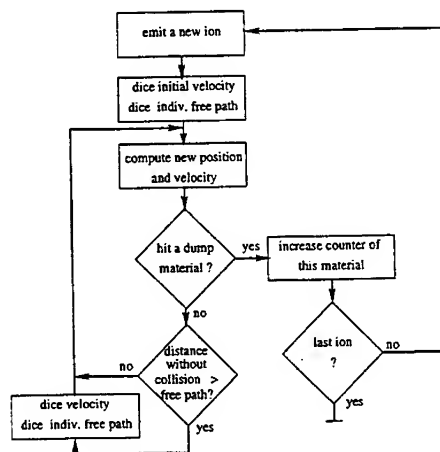 emit a new ion
dice initial velocity
dice indiv. free path
compute new position
and velocity
hit a dump
material ?
yes
increase counter of
this material
no
last ion
?
no
yes
distance
without
collision >
free path?
no
yes
dice velocity
dice indiv. free path